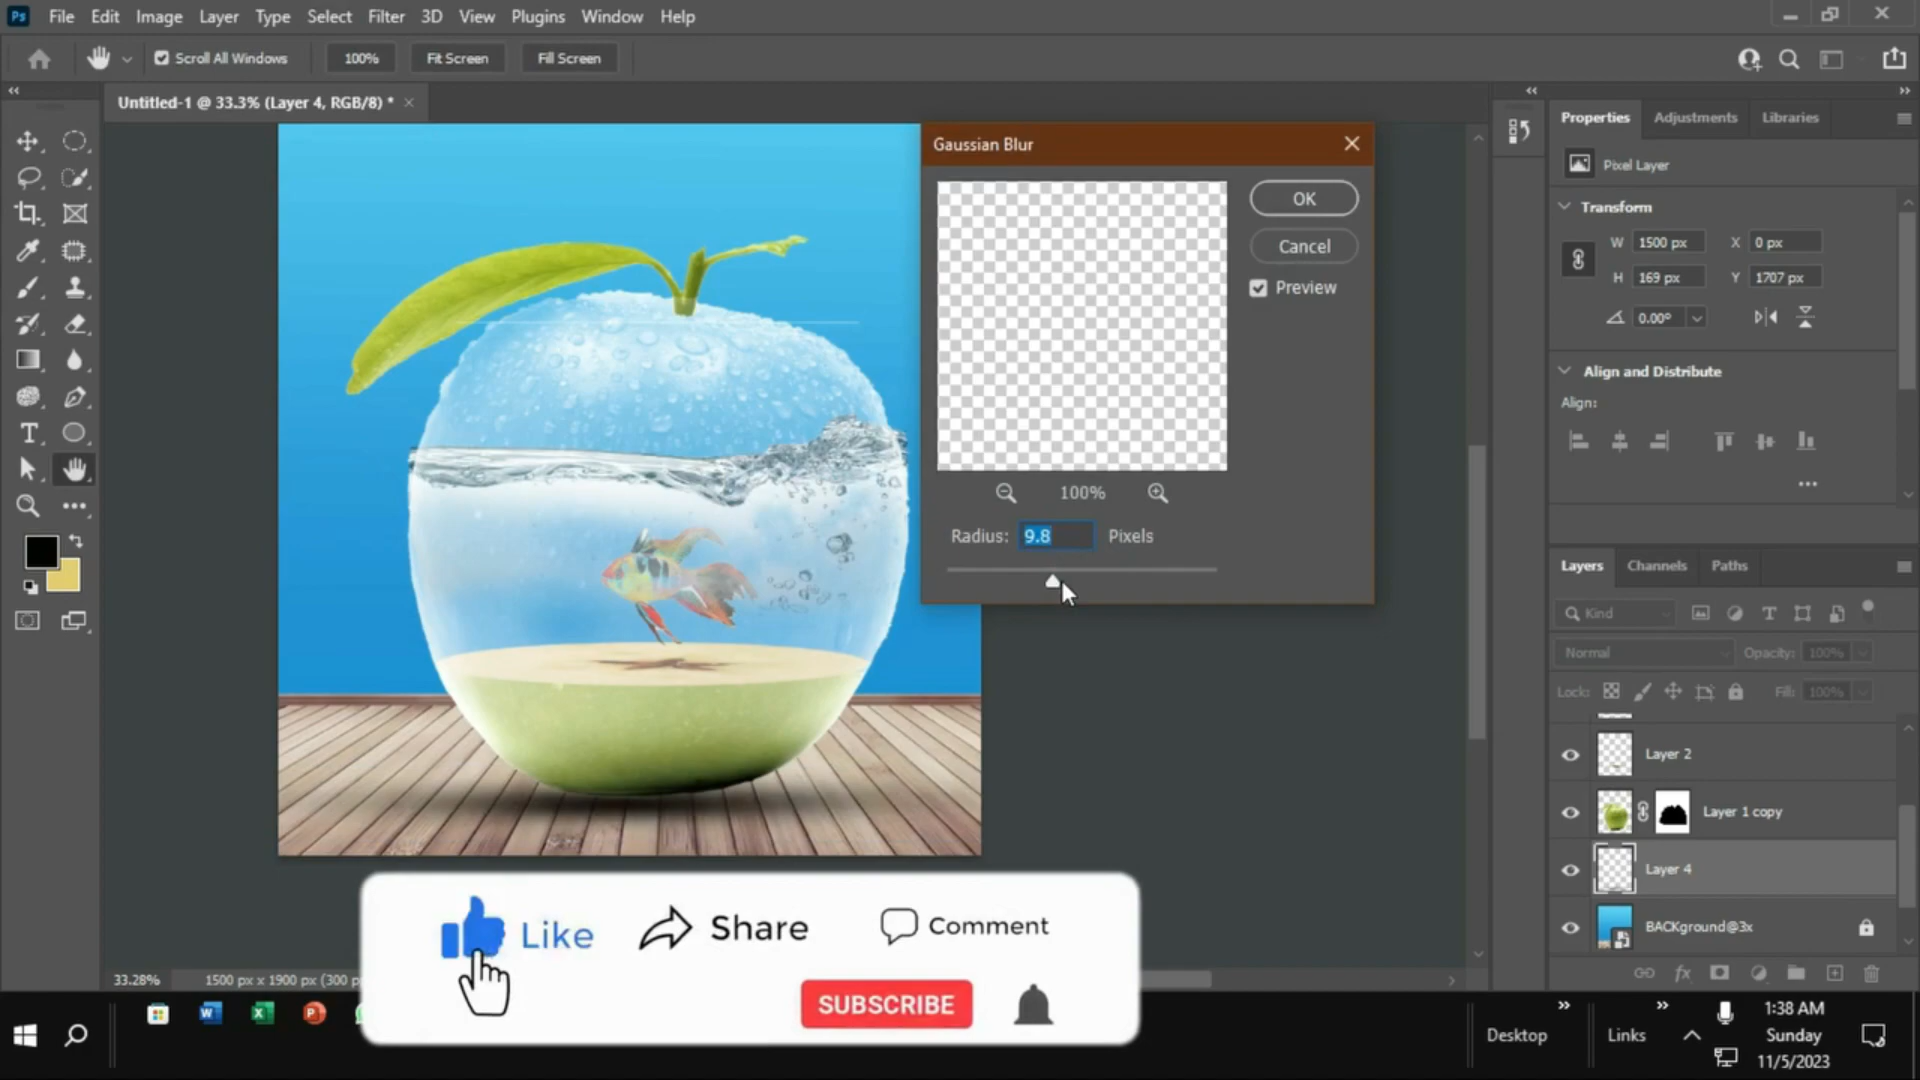 Ps File Edit Image Layer Type Select Filter 3D View Plugins Window Help
Scroll All Windows 100% Fit Screen Fill Screen
Untitled-1 @ 33.3% (Layer 4, RGB/8) *
Gaussian Blur
OK
Cancel
Preview
100%
Radius: 9.8 Pixels
Properties Adjustments Libraries
Pixel Layer
Transform
W 1500 px X 0 px
H 169 px Y 1707 px
0.00°
Align and Distribute
Align:
Layers Channels Paths
Kind
Normal Opacity: 100%
Lock: Fill: 100%
Layer 2
Layer 1 copy
Layer 4
BACKground@3x
33.28% 1500 px x 1900 px (300 p
Like Share Comment
SUBSCRIBE
Desktop Links
1:38 AM
Sunday
11/5/2023